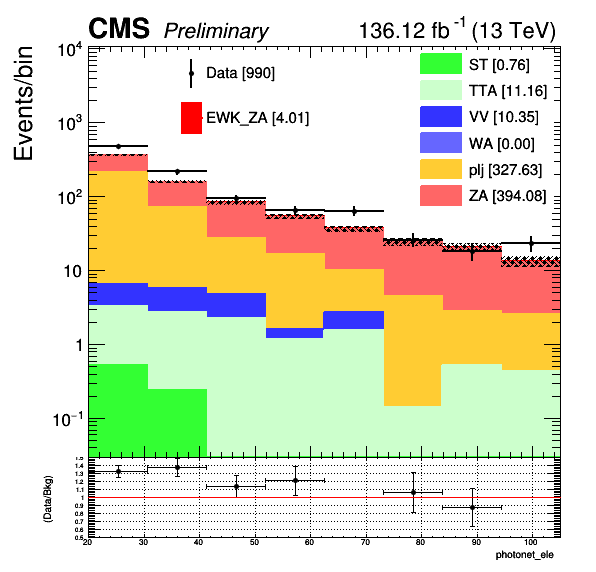 CMS Preliminary 136.12 fb⁻¹ (13 TeV)
Events/bin
10⁴
10³
10²
10
1
10⁻¹
Data [990]
EWK_ZA [4.01]
ST [0.76]
TTA [11.16]
VV [10.35]
WA [0.00]
plj [327.63]
ZA [394.08]
(Data/Bkg)
1.5
1.4
1.3
1.2
1.1
1
0.9
0.8
0.7
0.6
0.5
20 30 40 50 60 70 80 90 100
photonet_ele